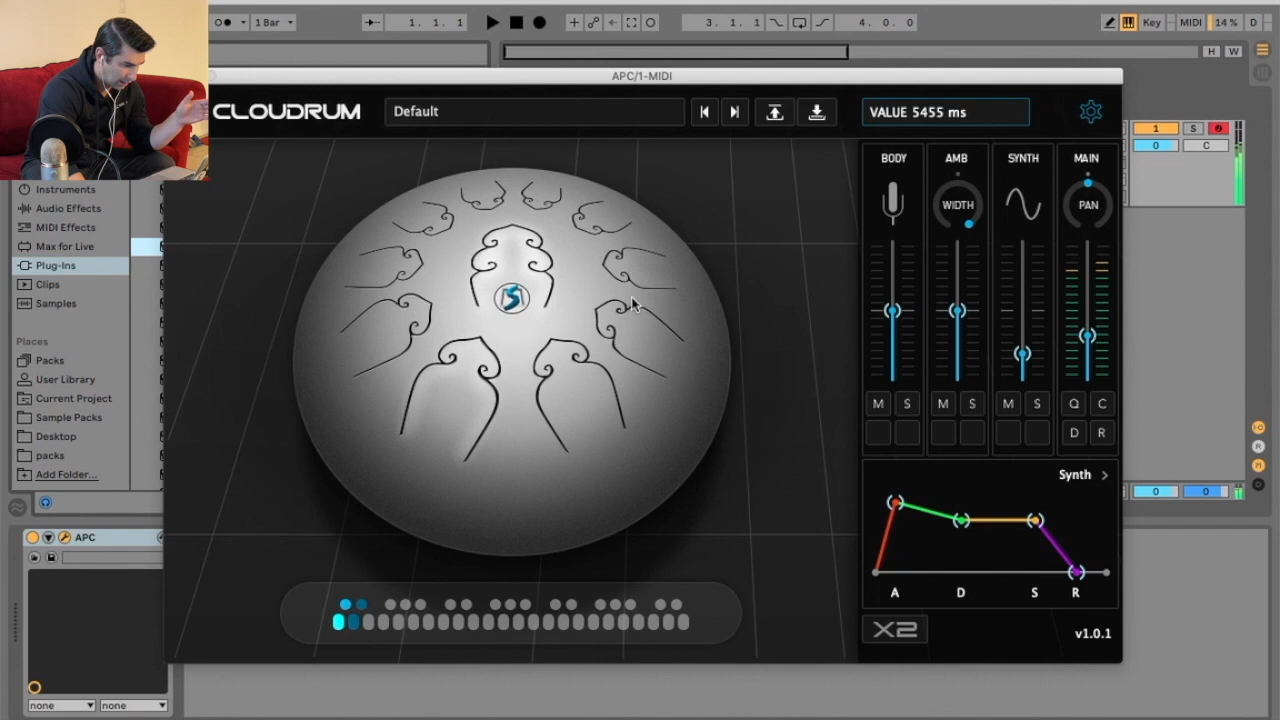 1 Bar
1. 1. 1
3. 1. 1
4. 0. 0
Key
MIDI
14 %
D
H W
APC/1-MIDI
CLOUDRUM
Default
VALUE 5455 ms
1 S
0 C
BODY AMB SYNTH MAIN
WIDTH PAN
Instruments
Audio Effects
MIDI Effects
Max for Live
Plug-Ins
Clips
Samples
Places
Packs
User Library
Current Project
Sample Packs
Desktop
packs
Add Folder...
M S M S M S Q C
D R
Synth >
0 0
A D S R
APC
X2 v1.0.1
none none